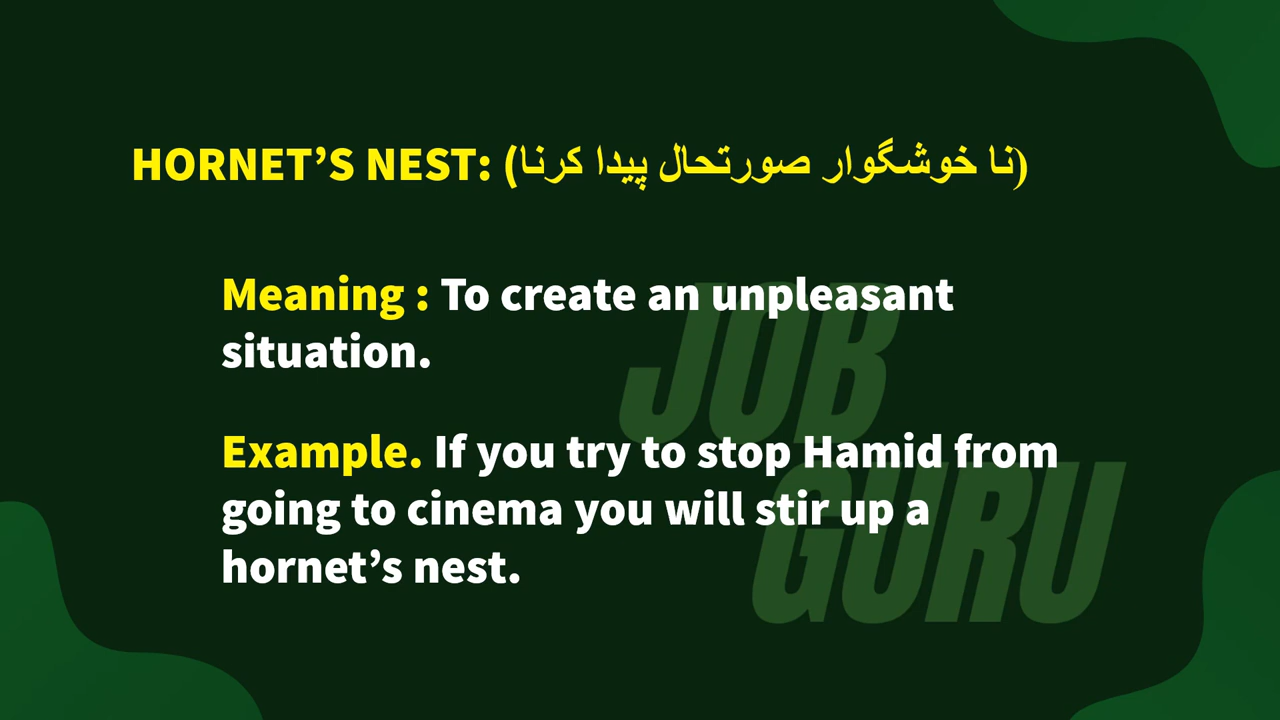 HORNET’S NEST: (نا خوشگوار صورتحال پیدا کرنا)
Meaning : To create an unpleasant
situation.
Example. If you try to stop Hamid from
going to cinema you will stir up a
hornet’s nest.
JOB
GURU